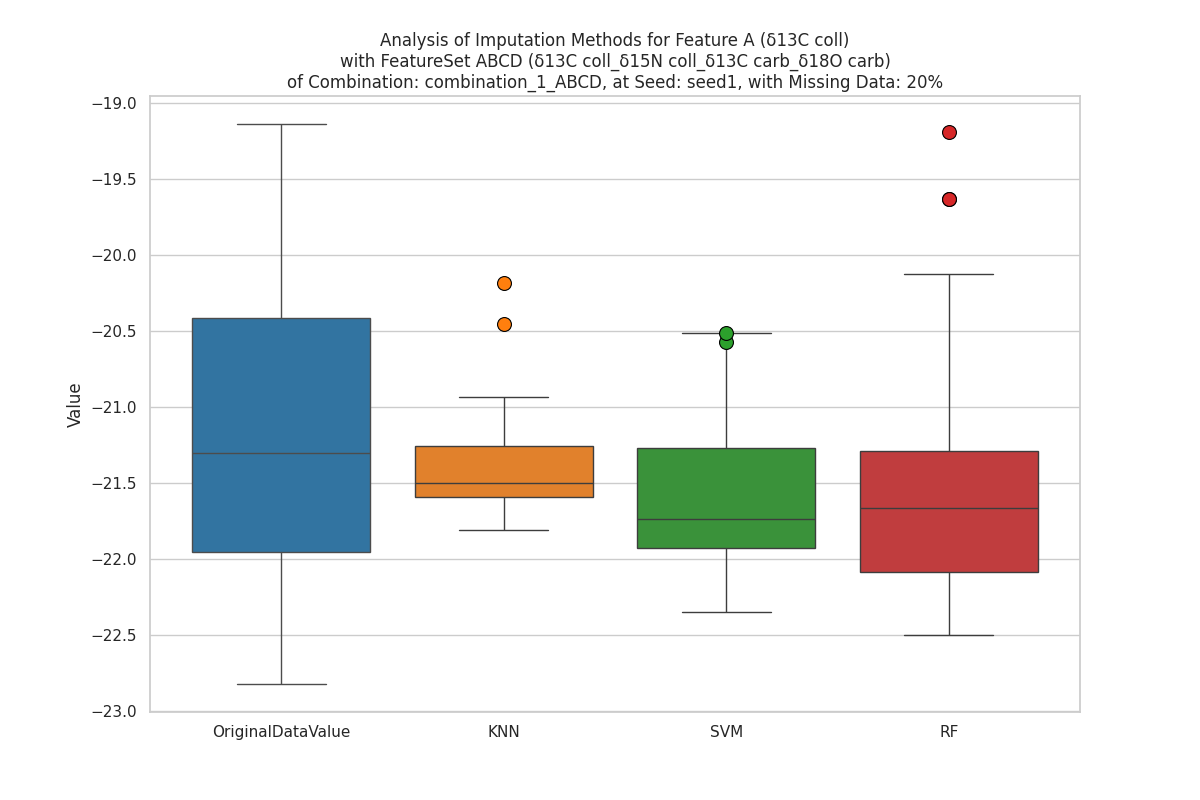 Analysis of Imputation Methods for Feature A (δ13C coll)
with FeatureSet ABCD (δ13C coll_δ15N coll_δ13C carb_δ18O carb)
of Combination: combination_1_ABCD, at Seed: seed1, with Missing Data: 20%
Value
−19.0
−19.5
−20.0
−20.5
−21.0
−21.5
−22.0
−22.5
−23.0
OriginalDataValue
KNN
SVM
RF